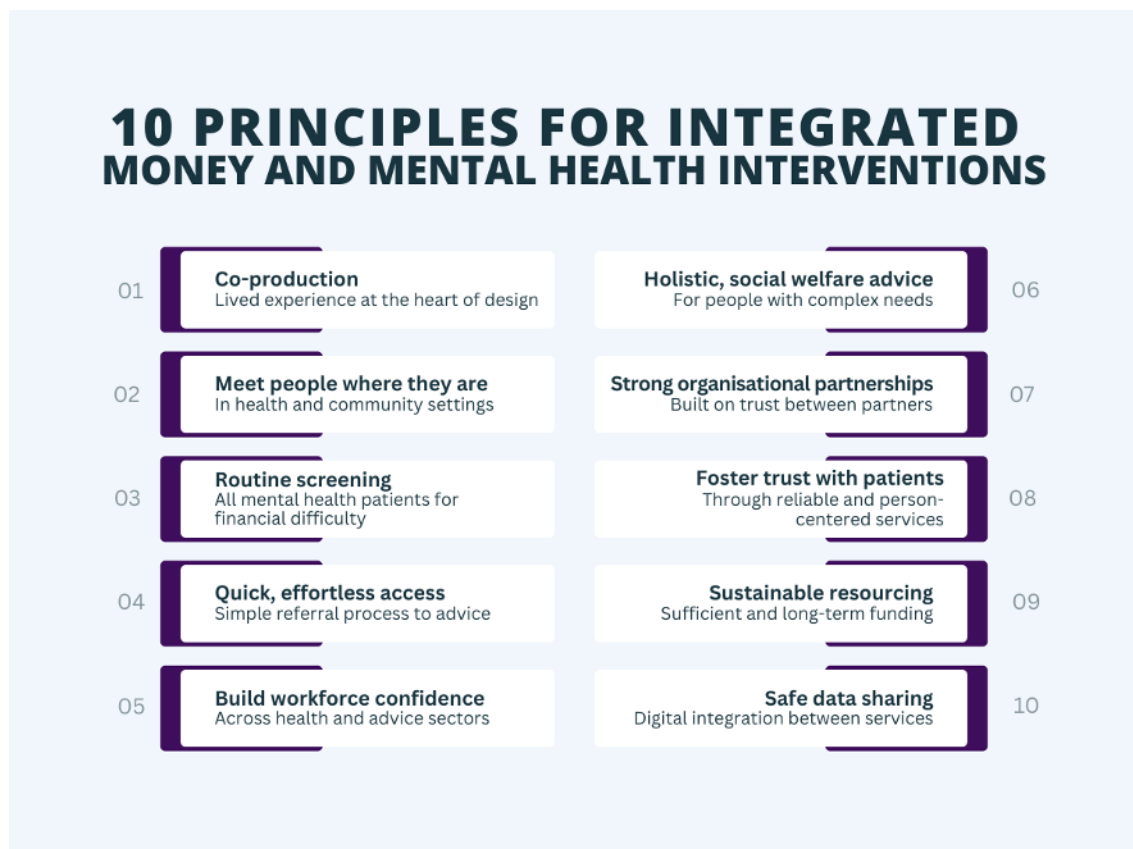 10 PRINCIPLES FOR INTEGRATED
MONEY AND MENTAL HEALTH INTERVENTIONS
01
Co-production
Lived experience at the heart of design
02
Meet people where they are
In health and community settings
03
Routine screening
All mental health patients for
financial difficulty
04
Quick, effortless access
Simple referral process to advice
05
Build workforce confidence
Across health and advice sectors
Holistic, social welfare advice
For people with complex needs
06
Strong organisational partnerships
Built on trust between partners
07
Foster trust with patients
Through reliable and person-
centered services
08
Sustainable resourcing
Sufficient and long-term funding
09
Safe data sharing
Digital integration between services
10